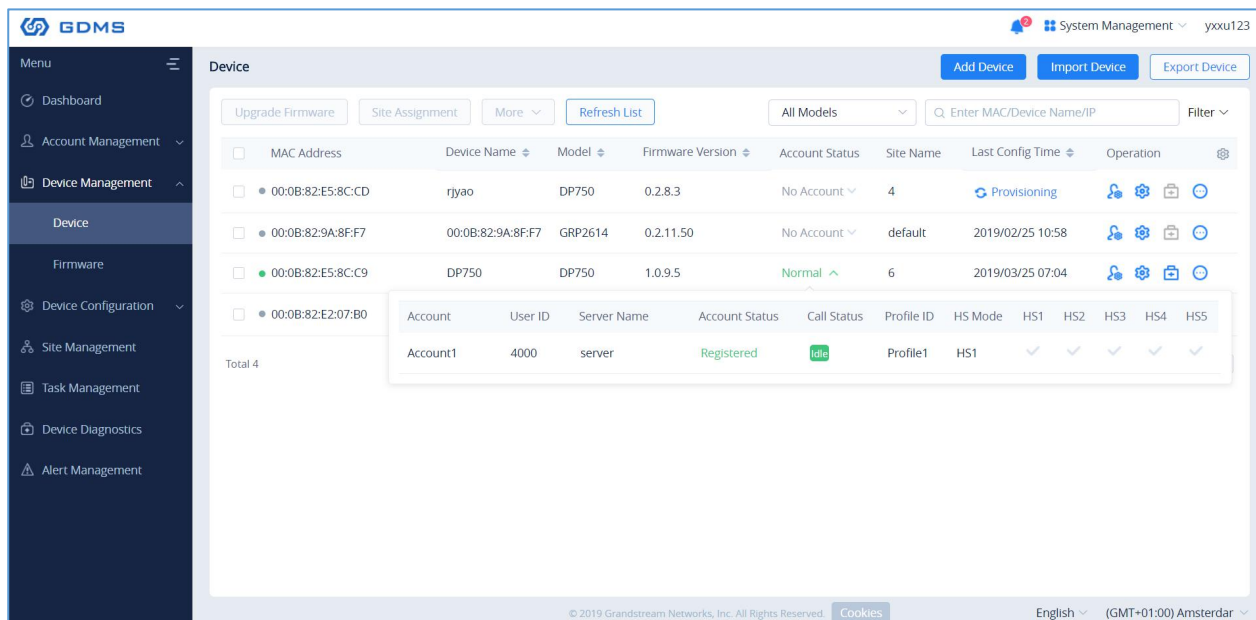 GDMS
2
System Management
yxxu123
Menu
Dashboard
Account Management
Device Management
Device
Firmware
Device Configuration
Site Management
Task Management
Device Diagnostics
Alert Management
Device
Add Device Import Device Export Device
Upgrade Firmware Site Assignment More Refresh List All Models Enter MAC/Device Name/IP Filter
MAC Address Device Name Model Firmware Version Account Status Site Name Last Config Time Operation
00:0B:82:E5:8C:CD rjyao DP750 0.2.8.3 No Account 4 Provisioning
00:0B:82:9A:8F:F7 00:0B:82:9A:8F:F7 GRP2614 0.2.11.50 No Account default 2019/02/25 10:58
00:0B:82:E5:8C:C9 DP750 DP750 1.0.9.5 Normal 6 2019/03/25 07:04
00:0B:82:E2:07:B0
Account User ID Server Name Account Status Call Status Profile ID HS Mode HS1 HS2 HS3 HS4 HS5
Account1 4000 server Registered Idle Profile1 HS1
Total 4
© 2019 Grandstream Networks, Inc. All Rights Reserved. Cookies
English (GMT+01:00) Amsterdar